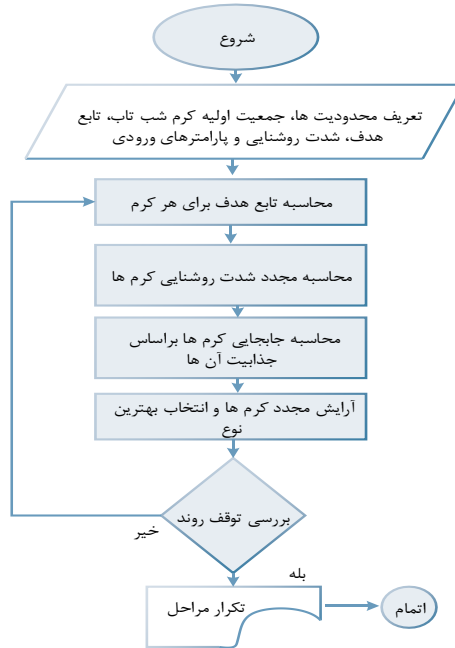 شروع
تعریف محدودیت ها، جمعیت اولیه کرم شب تاب، تابع
هدف، شدت روشنایی و پارامترهای ورودی
محاسبه تابع هدف برای هر کرم
محاسبه مجدد شدت روشنایی کرم ها
محاسبه جابجایی کرم ها براساس
جذابیت آن ها
آرایش مجدد کرم ها و انتخاب بهترین
نوع
بررسی توقف روند
خیر
بله
تکرار مراحل
اتمام